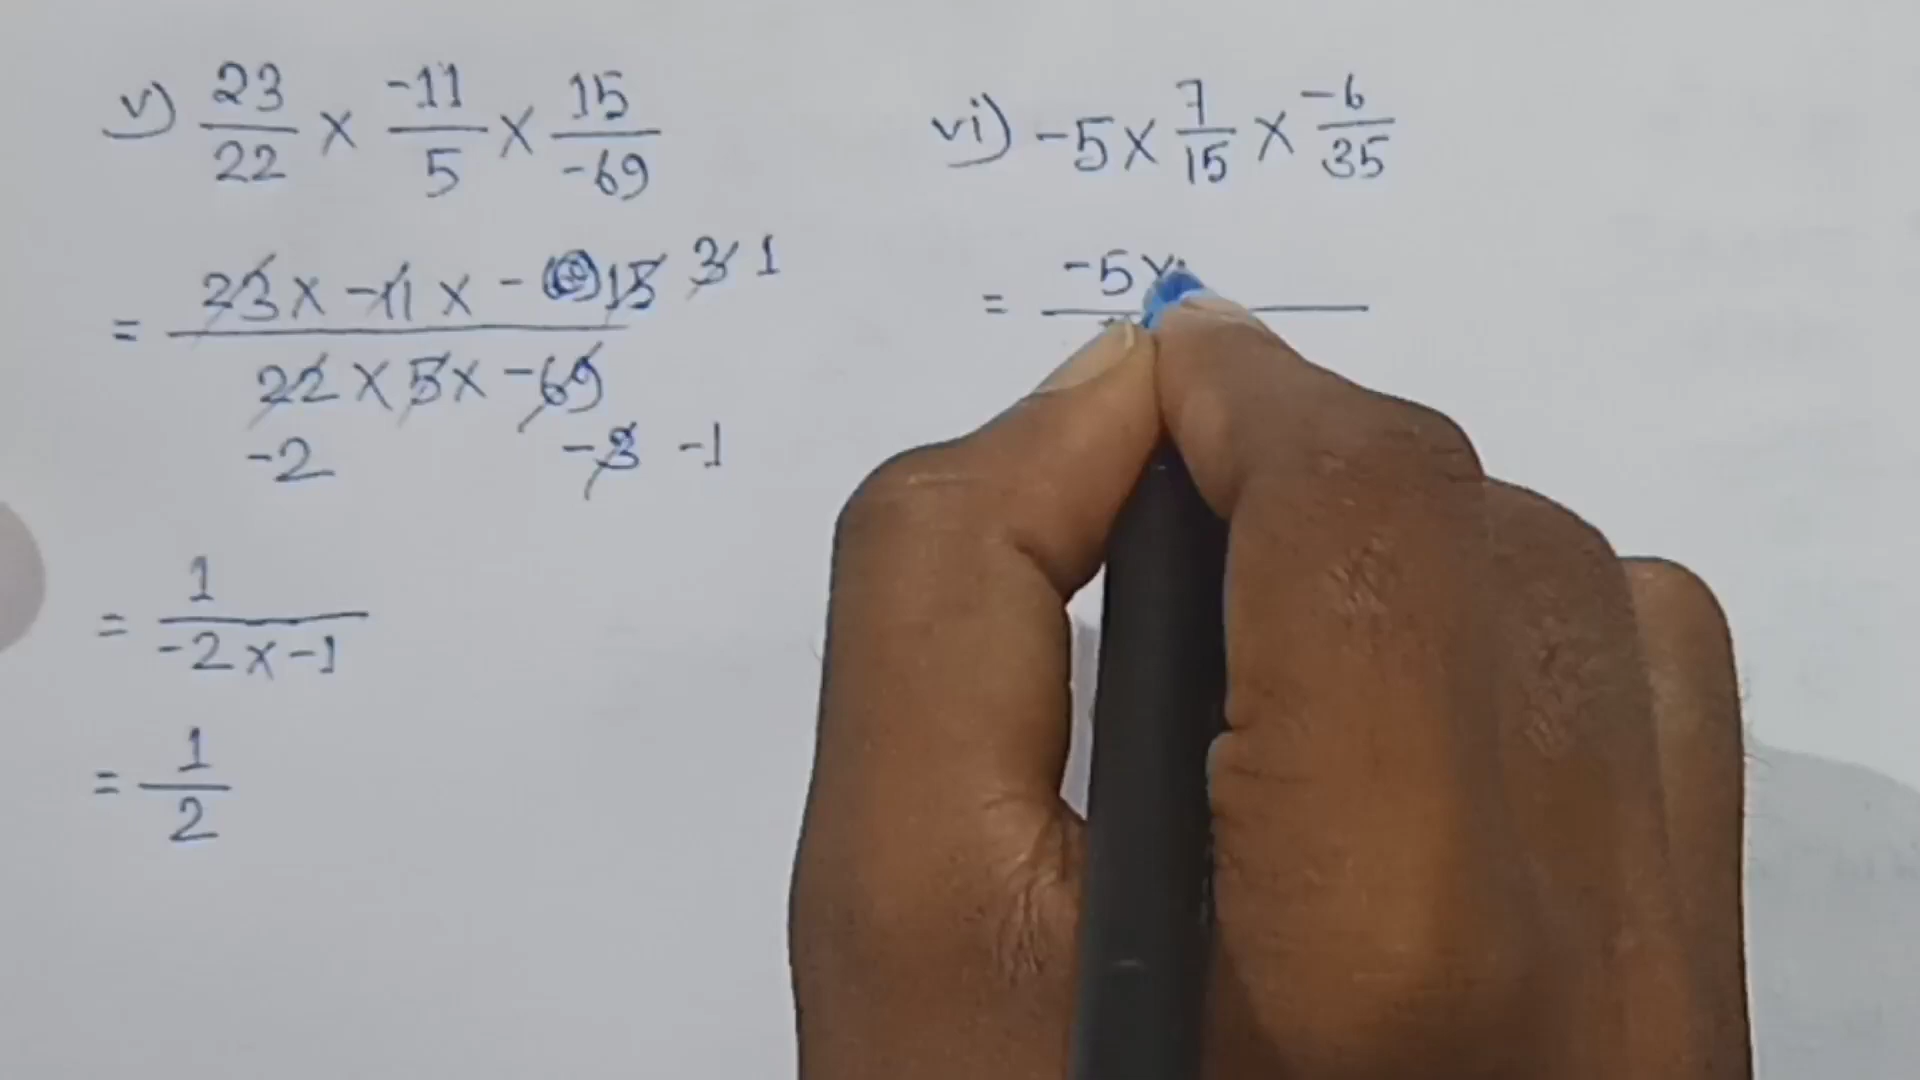 v) 23/22 × -11/5 × 15/-69
= 23 × -11 × - 15 3 1 / 22 × 5 × -69
-2 -3 -1
= 1 / -2 × -1
= 1/2
vi) -5 × 7/15 × -6/35
= -5 ×